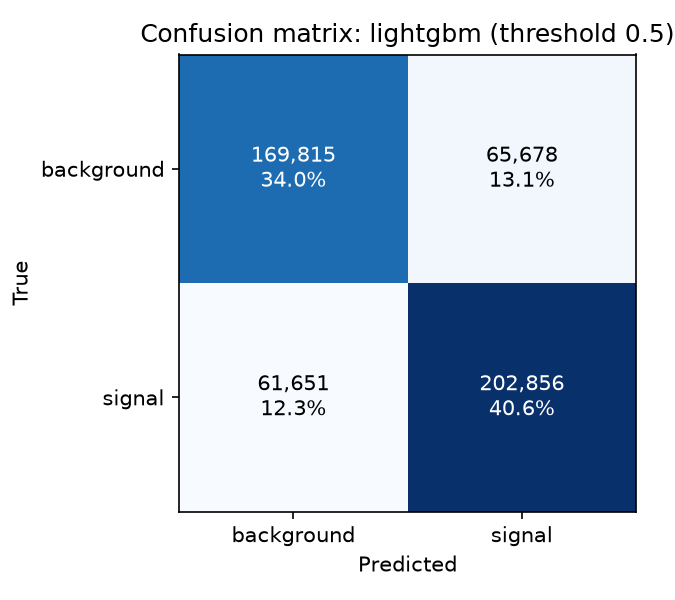 Confusion matrix: lightgbm (threshold 0.5)
background
169,815
34.0%
65,678
13.1%
True
signal
61,651
12.3%
202,856
40.6%
background
signal
Predicted